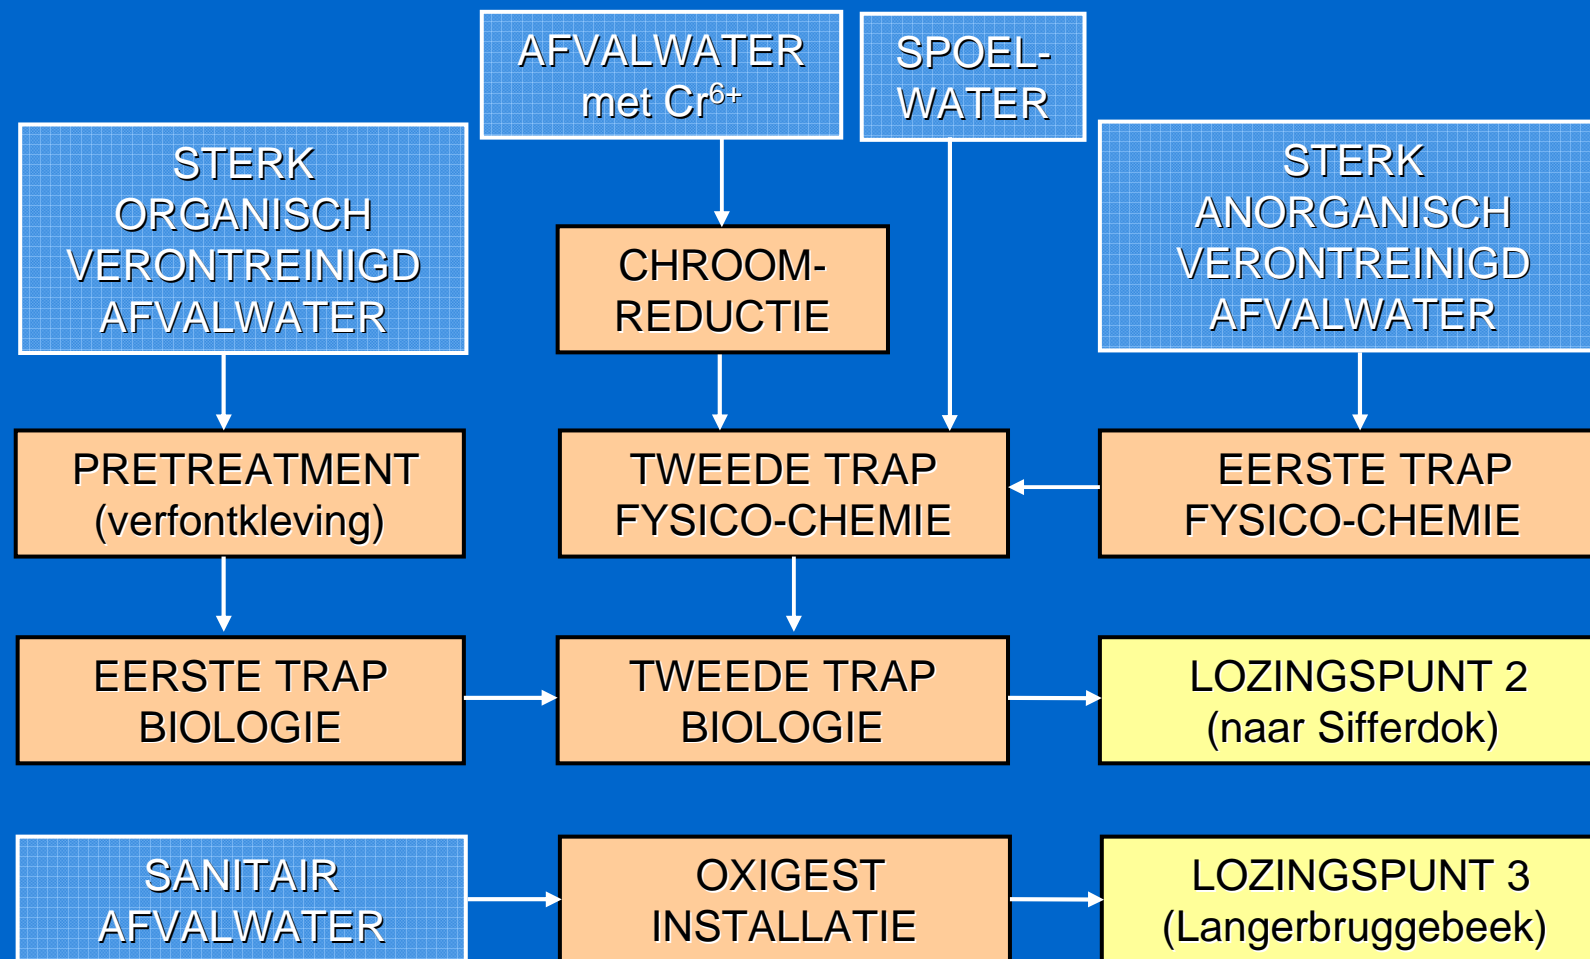 AFVALWATER
met Cr⁶⁺
SPOEL-
WATER
STERK
ORGANISCH
VERONTREINIGD
AFVALWATER
STERK
ANORGANISCH
VERONTREINIGD
AFVALWATER
CHROOM-
REDUCTIE
PRETREATMENT
(verfontkleving)
TWEEDE TRAP
FYSICO-CHEMIE
EERSTE TRAP
FYSICO-CHEMIE
EERSTE TRAP
BIOLOGIE
TWEEDE TRAP
BIOLOGIE
LOZINGSPUNT 2
(naar Sifferdok)
SANITAIR
AFVALWATER
OXIGEST
INSTALLATIE
LOZINGSPUNT 3
(Langerbruggebeek)